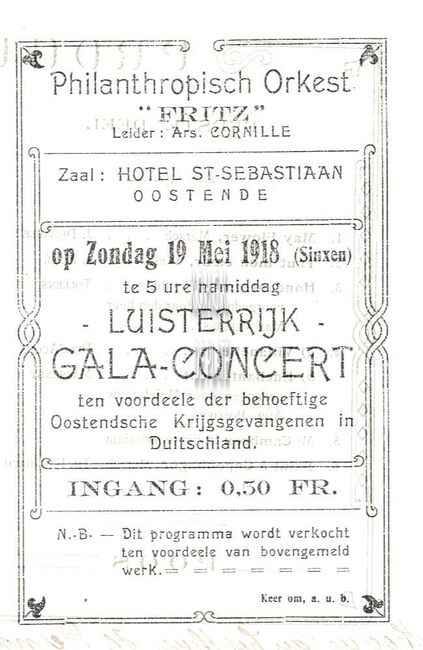 Philanthropisch Orkest
"FRITZ"
Leider: Ars. CORNILLE
Zaal: HOTEL ST-SEBASTIAAN
OOSTENDE
op Zondag 19 Mei 1918 (Sinxen)
te 5 ure namiddag
- LUISTERRIJK -
GALA-CONCERT
ten voordeele der behoeftige
Oostendsche Krijgsgevangenen in
Duitschland.
INGANG: 0,50 FR.
N.-B- — Dit programma wordt verkocht
ten voordeele van bovengemeld
werk.— = = = = = =
Keer om, a. u. b.